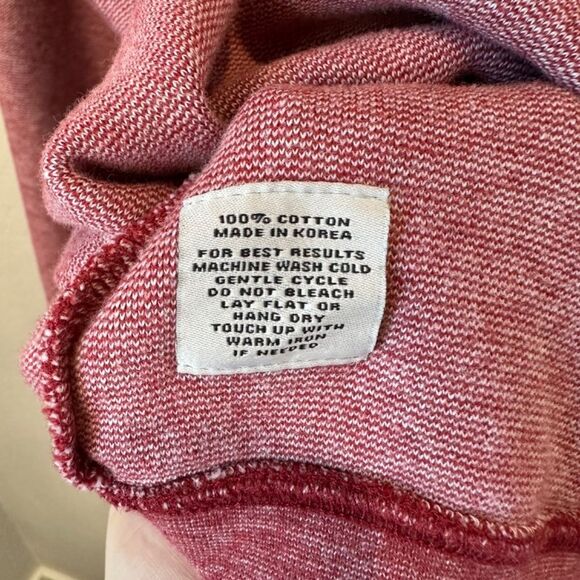 100% COTTON
MADE IN KOREA
FOR BEST RESULTS
MACHINE WASH COLD
GENTLE CYCLE
DO NOT BLEACH
LAY FLAT OR
HANG DRY
TOUCH UP WITH
WARM IRON
IF NEEDED